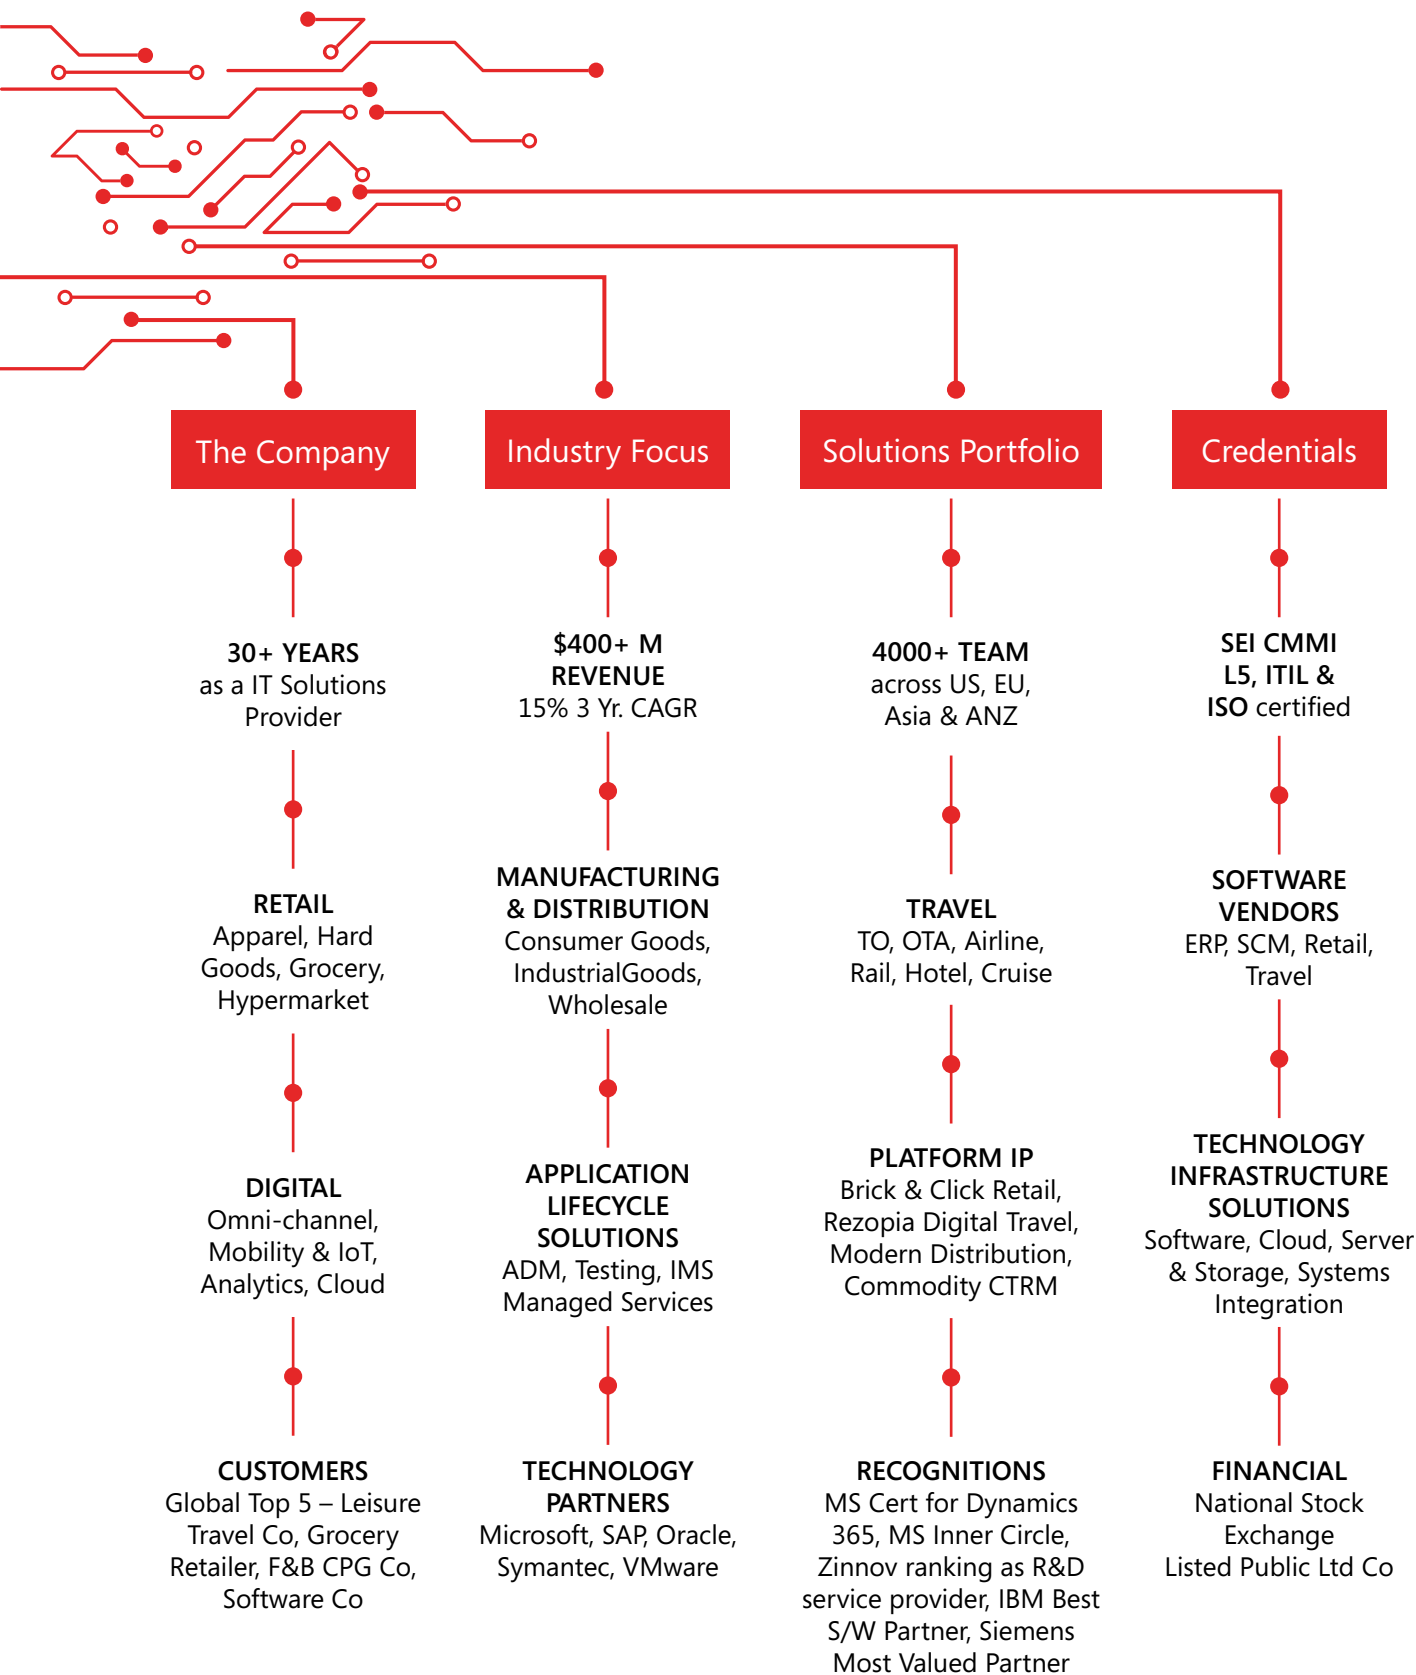 The Company
30+ YEARS
as a IT Solutions
Provider
RETAIL
Apparel, Hard
Goods, Grocery,
Hypermarket
DIGITAL
Omni-channel,
Mobility & IoT,
Analytics, Cloud
CUSTOMERS
Global Top 5 – Leisure
Travel Co, Grocery
Retailer, F&B CPG Co,
Software Co
Industry Focus
$400+ M
REVENUE
15% 3 Yr. CAGR
MANUFACTURING
& DISTRIBUTION
Consumer Goods,
IndustrialGoods,
Wholesale
APPLICATION
LIFECYCLE
SOLUTIONS
ADM, Testing, IMS
Managed Services
TECHNOLOGY
PARTNERS
Microsoft, SAP, Oracle,
Symantec, VMware
Solutions Portfolio
4000+ TEAM
across US, EU,
Asia & ANZ
TRAVEL
TO, OTA, Airline,
Rail, Hotel, Cruise
PLATFORM IP
Brick & Click Retail,
Rezopia Digital Travel,
Modern Distribution,
Commodity CTRM
RECOGNITIONS
MS Cert for Dynamics
365, MS Inner Circle,
Zinnov ranking as R&D
service provider, IBM Best
S/W Partner, Siemens
Most Valued Partner
Credentials
SEI CMMI
L5, ITIL &
ISO certified
SOFTWARE
VENDORS
ERP, SCM, Retail,
Travel
TECHNOLOGY
INFRASTRUCTURE
SOLUTIONS
Software, Cloud, Server
& Storage, Systems
Integration
FINANCIAL
National Stock
Exchange
Listed Public Ltd Co